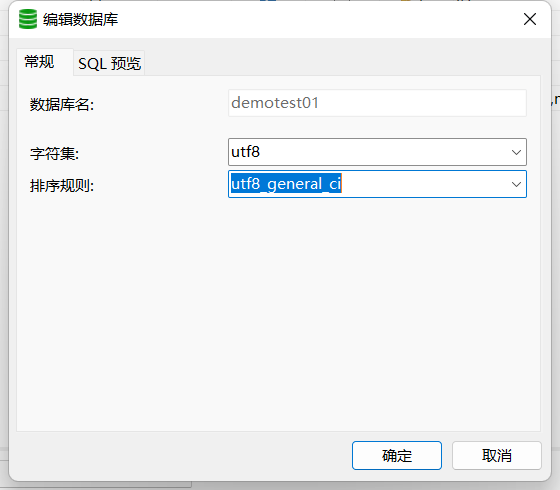 编辑数据库
常规
SQL 预览
数据库名:
demotest01
字符集:
utf8
排序规则:
utf8_general_ci
确定
取消